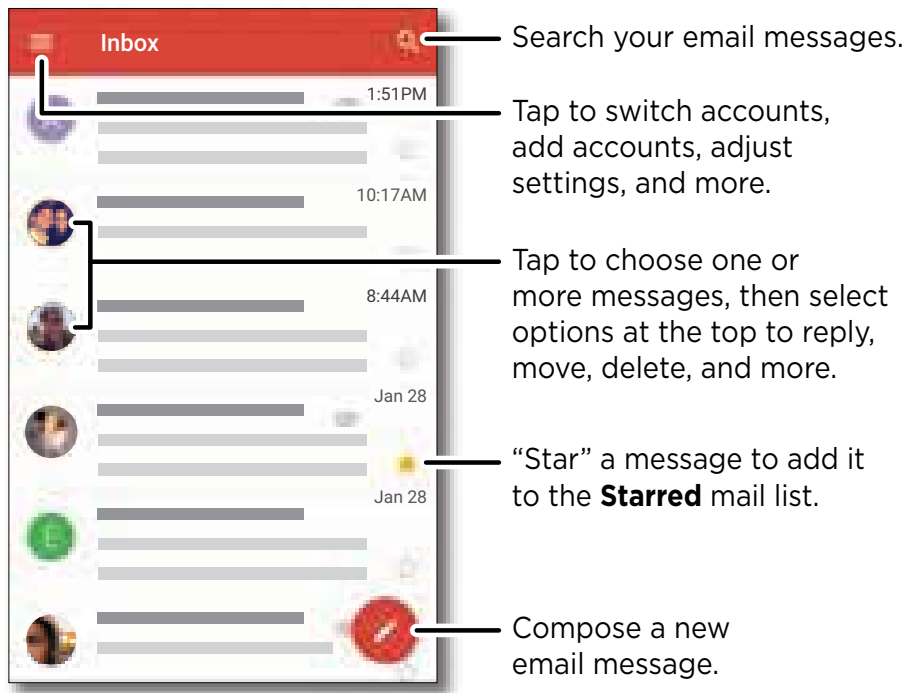 Inbox
1:51PM
10:17AM
8:44AM
Jan 28
Jan 28
E
Search your email messages.
Tap to switch accounts,
add accounts, adjust
settings, and more.
Tap to choose one or
more messages, then select
options at the top to reply,
move, delete, and more.
“Star” a message to add it
to the Starred mail list.
Compose a new
email message.